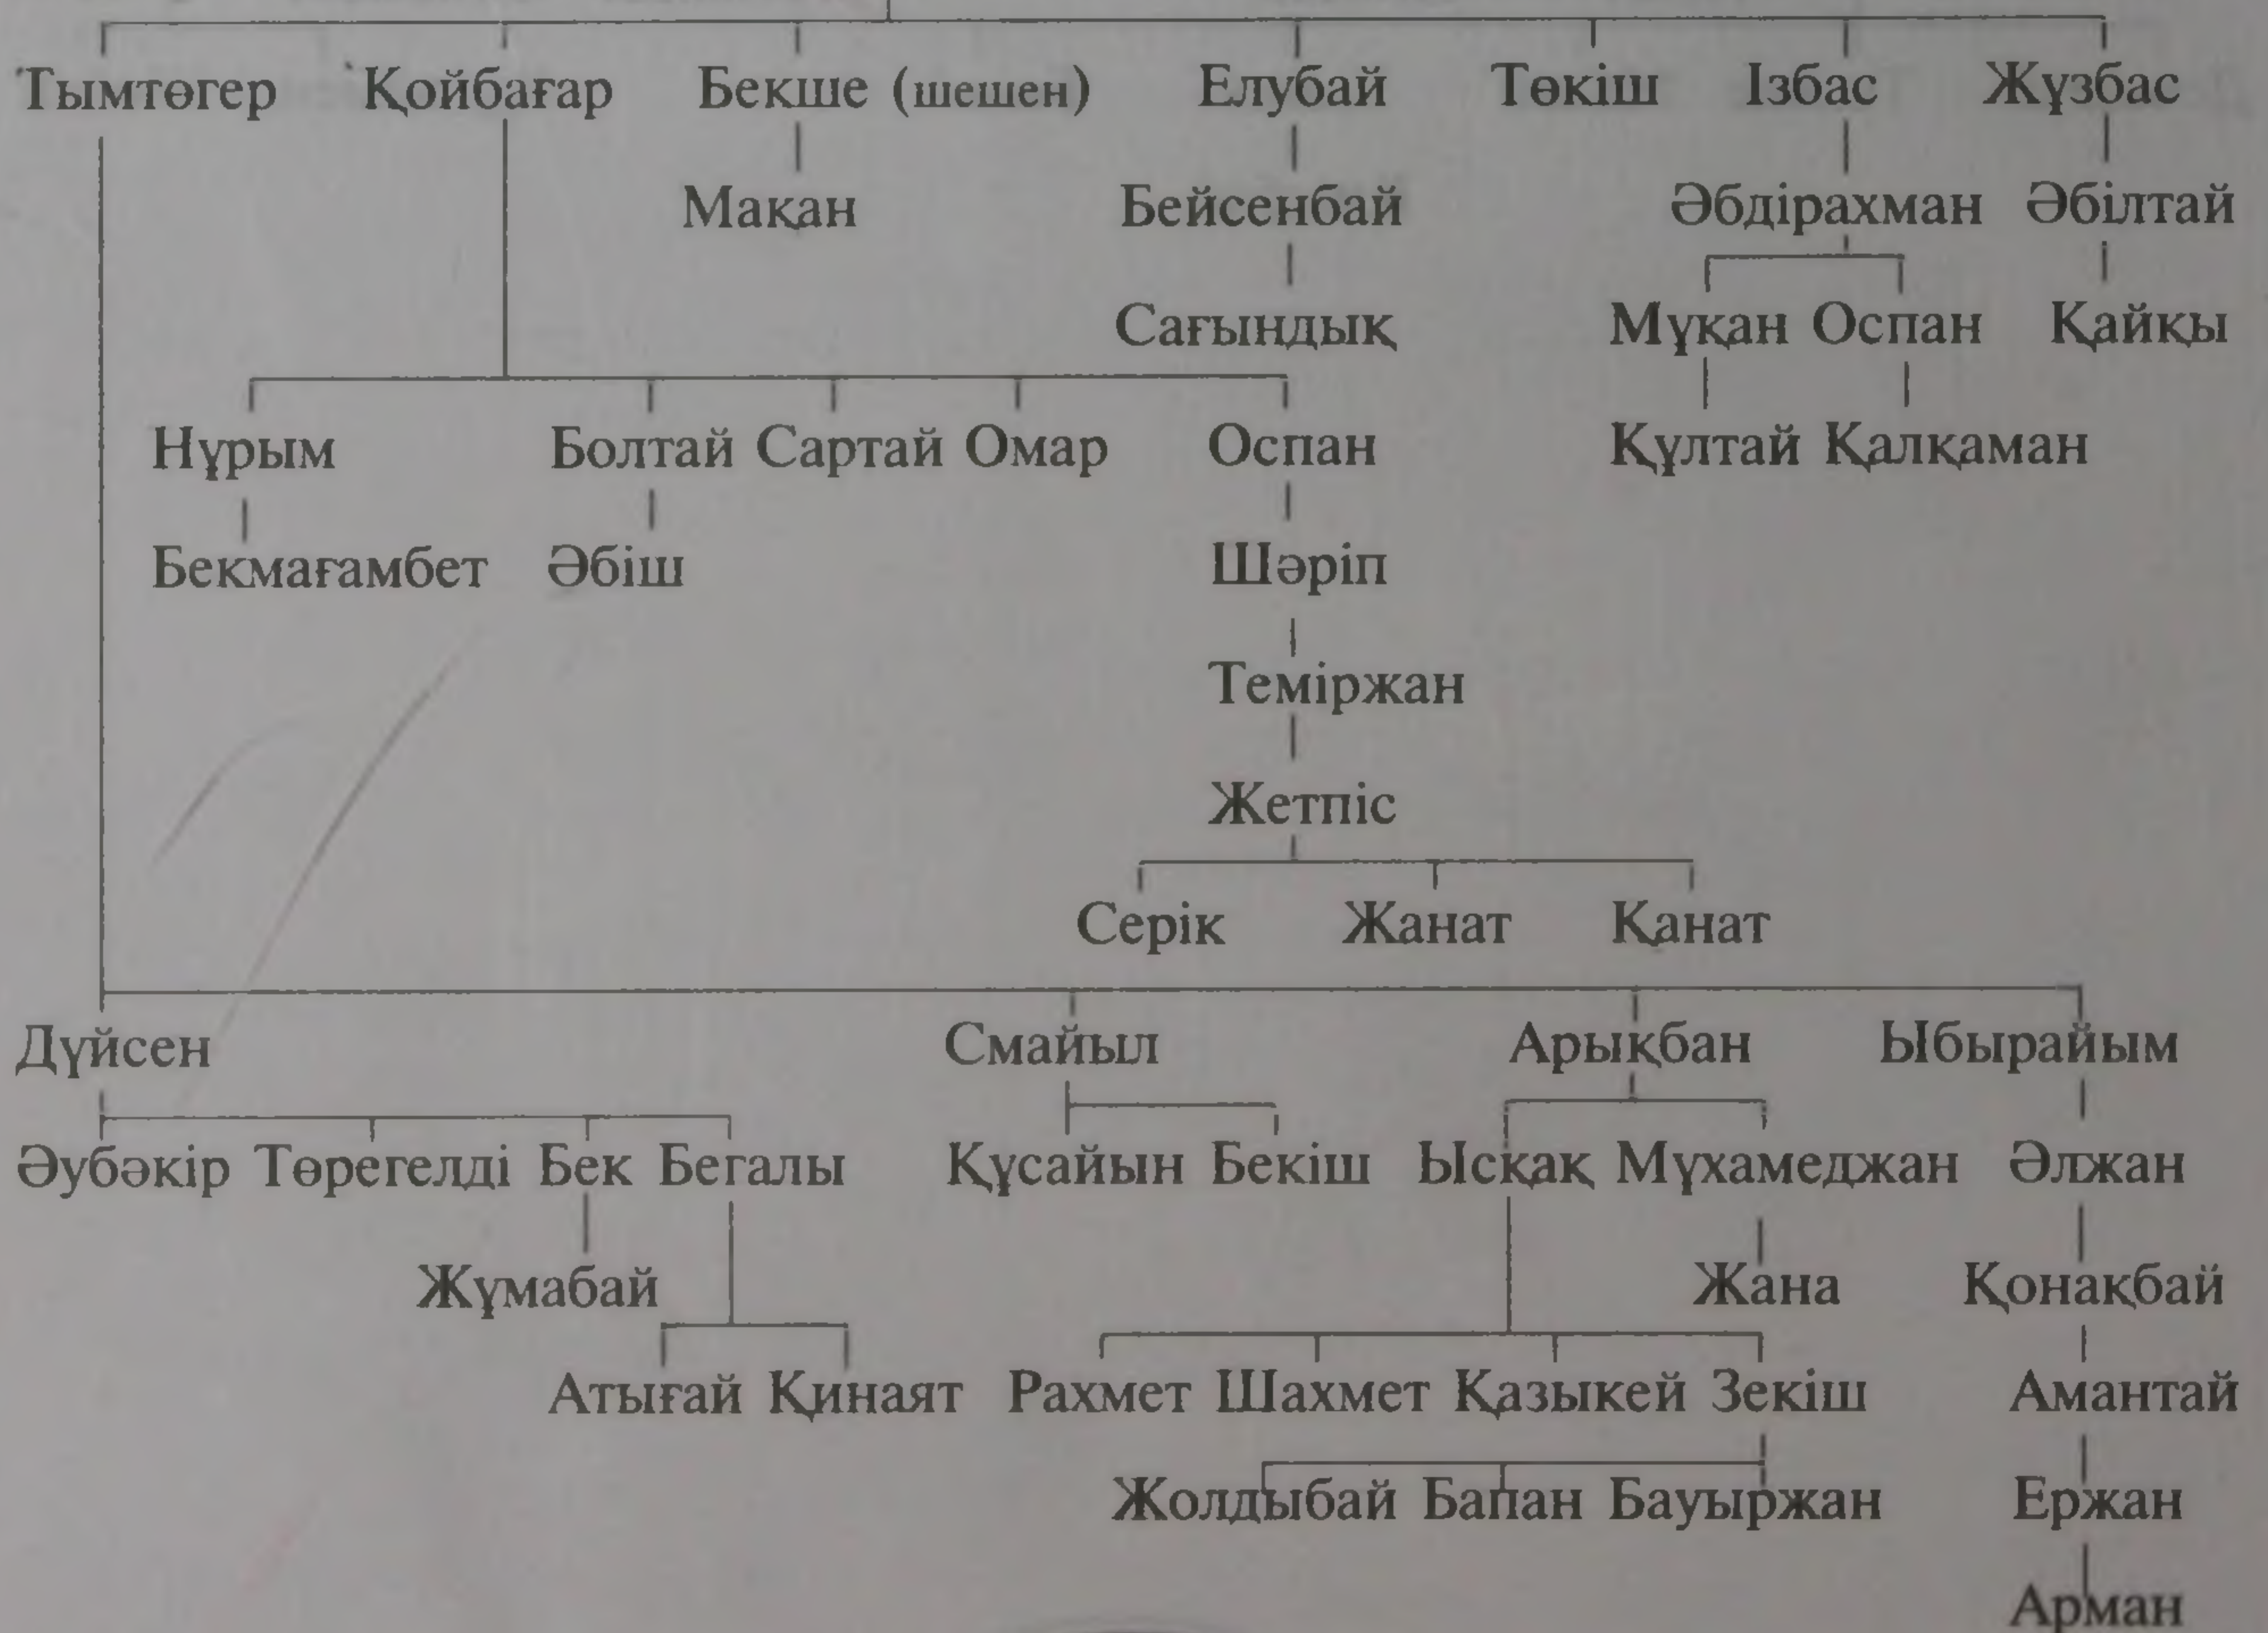 Тымтөгер Қойбағар Бекше (шешен) Елубай Төкіш Ізбас Жүзбас
Мақан Бейсенбай Әбдірахман Әбілтай
Сағындық Мұқан Оспан Қайқы
Нұрым Болтай Сартай Омар Оспан Құлтай Қалқаман
Бекмағамбет Әбіш Шәріп
Теміржан
Жетпіс
Серік Жанат Қанат
Дүйсен Смайыл Арықбан Ыбырайым
Әубәкір Төрегелді Бек Бегалы Құсайын Бекіш Ысқақ Мұхамеджан Әлжан
Жұмабай Жана Қонақбай
Атығай Қинаят Рахмет Шахмет Қазыкей Зекіш Амантай
Жолдыбай Бапан Бауыржан Ержан
Арман